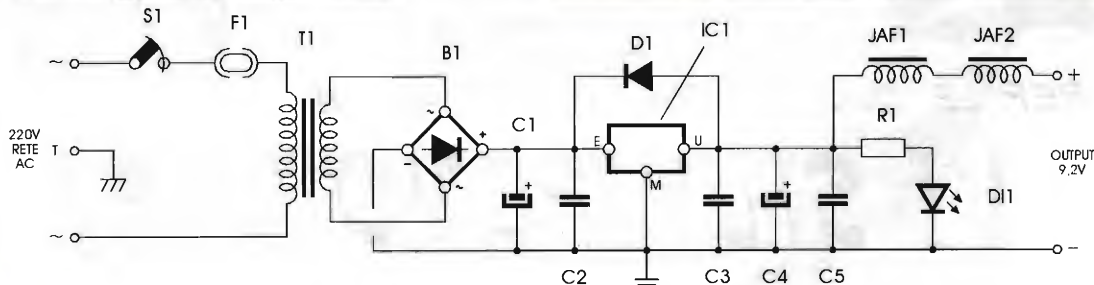 S1
F1
T1
B1
C1
D1
IC1
JAF1
JAF2
~
~
+
-
~
~
220V
RETE
AC
T
E
U
M
+
+
R1
+
OUTPUT
9,2V
DI1
-
C2
C3
C4
C5